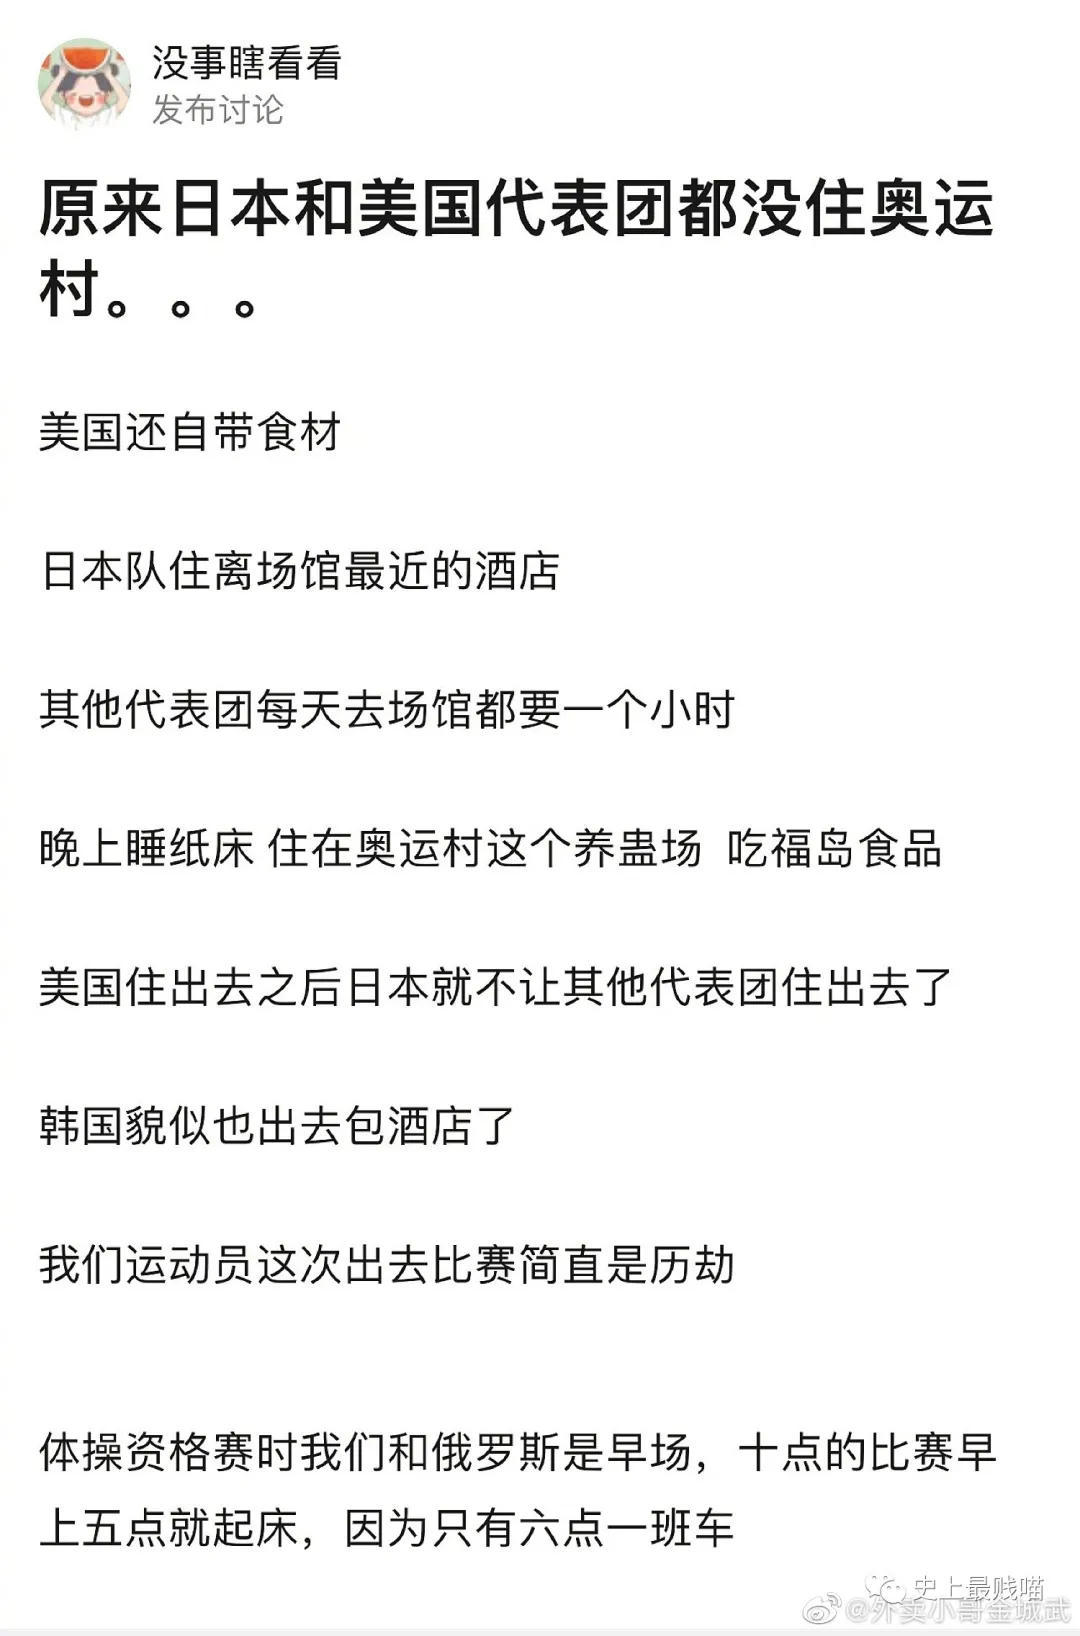 没事瞎看看
发布讨论
原来日本和美国代表团都没住奥运
村。。。
美国还自带食材
日本队住离场馆最近的酒店
其他代表团每天去场馆都要一个小时
晚上睡纸床 住在奥运村这个养蛊场 吃福岛食品
美国住出去之后日本就不让其他代表团住出去了
韩国貌似也出去包酒店了
我们运动员这次出去比赛简直是历劫
体操资格赛时我们和俄罗斯是早场，十点的比赛早
上五点就起床，因为只有六点一班车
史上最贱喵
@外卖小哥金城武